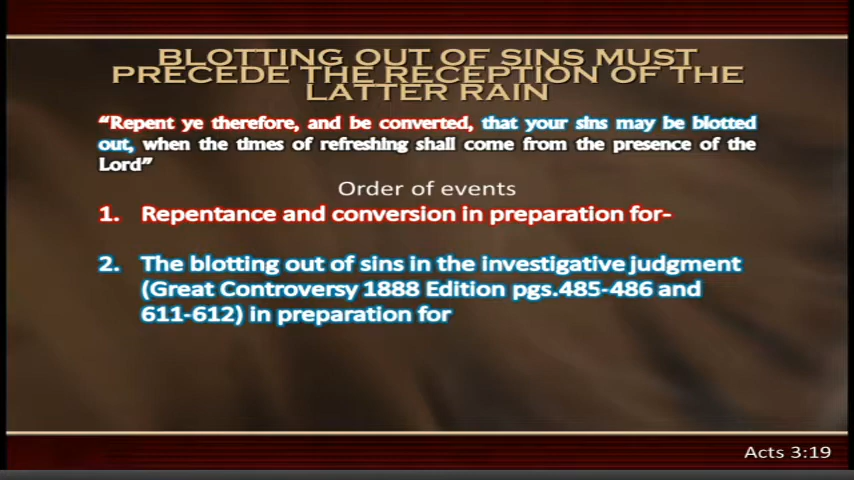 BLOTTING OUT OF SINS MUST
PRECEDE THE RECEPTION OF THE
LATTER RAIN
“Repent ye therefore, and be converted, that your sins may be blotted
out, when the times of refreshing shall come from the presence of the
Lord”
Order of events
1. Repentance and conversion in preparation for-
2. The blotting out of sins in the investigative judgment
(Great Controversy 1888 Edition pgs.485-486 and
611-612) in preparation for
Acts 3:19